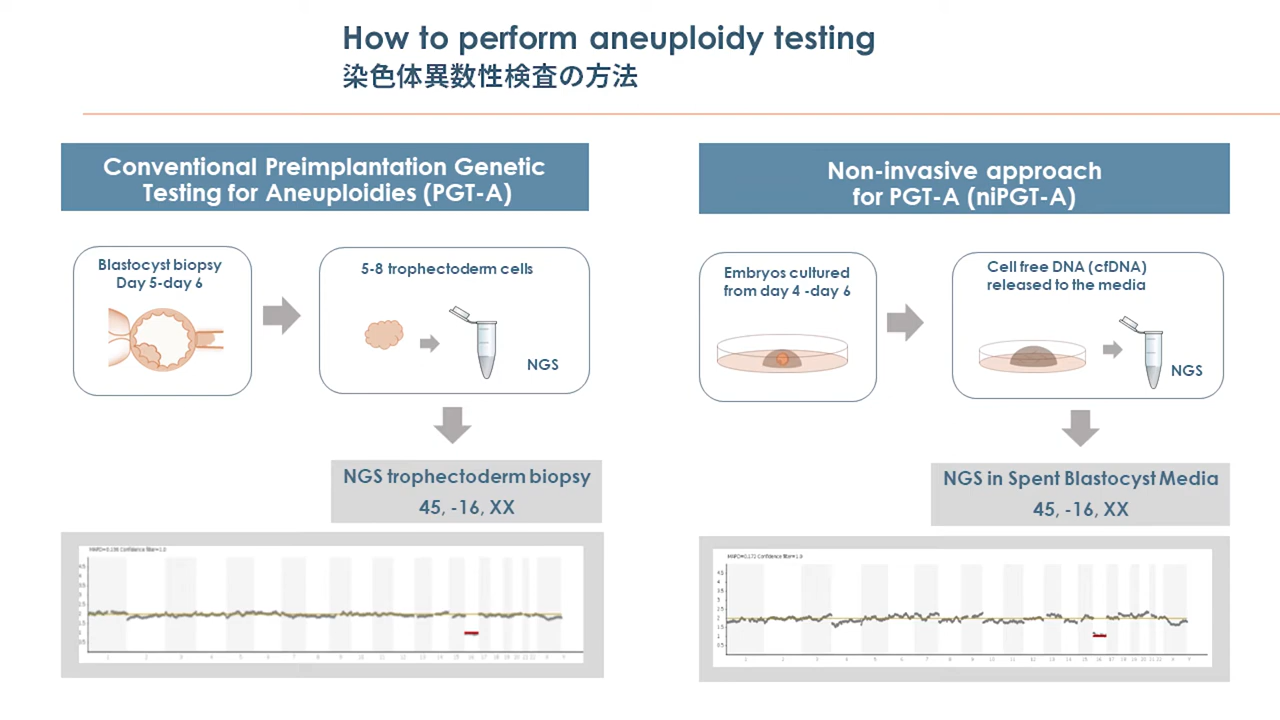 How to perform aneuploidy testing
染色体異数性検査の方法
Conventional Preimplantation Genetic
Testing for Aneuploidies (PGT-A)
Blastocyst biopsy
Day 5-day 6
5-8 trophectoderm cells
NGS
NGS trophectoderm biopsy
45, -16, XX
Non-invasive approach
for PGT-A (niPGT-A)
Embryos cultured
from day 4 -day 6
Cell free DNA (cfDNA)
released to the media
NGS
NGS in Spent Blastocyst Media
45, -16, XX